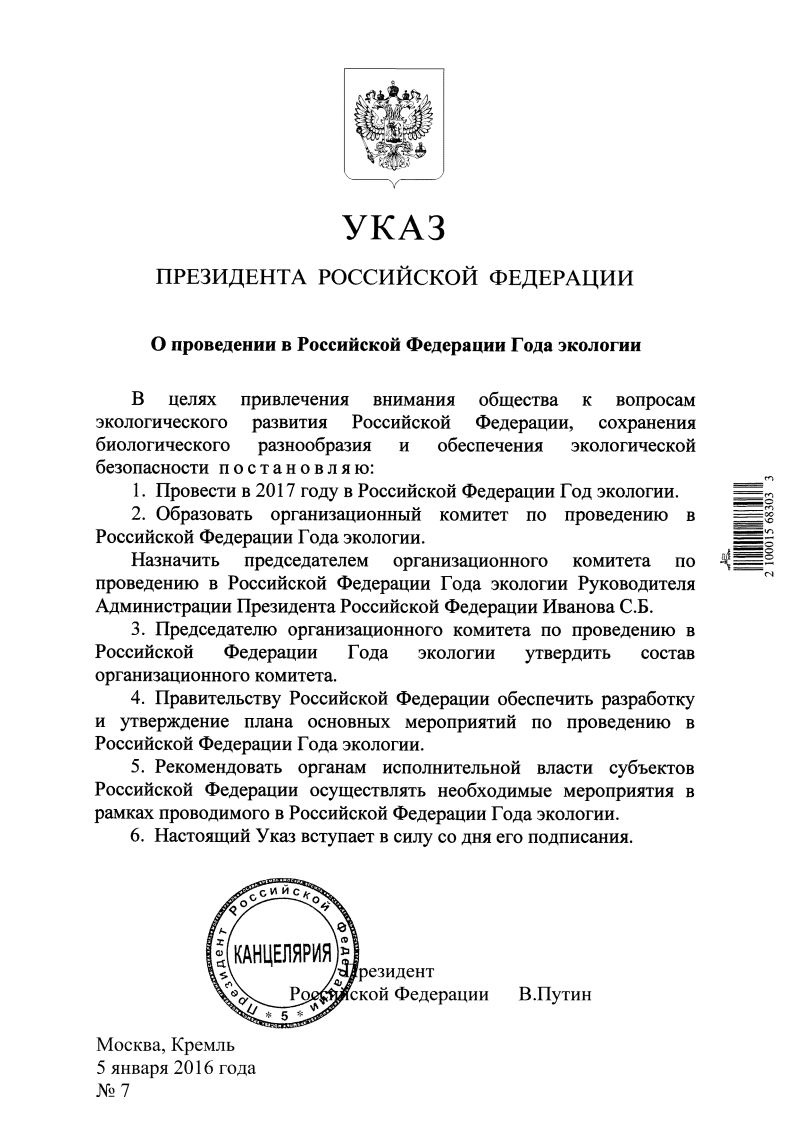 УКАЗ
ПРЕЗИДЕНТА РОССИЙСКОЙ ФЕДЕРАЦИИ
О проведении в Российской Федерации Года экологии
В целях привлечения внимания общества к вопросам
экологического развития Российской Федерации, сохранения
биологического разнообразия и обеспечения экологической
безопасности п о с т а н о в л я ю:
1. Провести в 2017 году в Российской Федерации Год экологии.
2. Образовать организационный комитет по проведению в
Российской Федерации Года экологии.
Назначить председателем организационного комитета по
проведению в Российской Федерации Года экологии Руководителя
Администрации Президента Российской Федерации Иванова С.Б.
3. Председателю организационного комитета по проведению в
Российской Федерации Года экологии утвердить состав
организационного комитета.
4. Правительству Российской Федерации обеспечить разработку
и утверждение плана основных мероприятий по проведению в
Российской Федерации Года экологии.
5. Рекомендовать органам исполнительной власти субъектов
Российской Федерации осуществлять необходимые мероприятия в
рамках проводимого в Российской Федерации Года экологии.
6. Настоящий Указ вступает в силу со дня его подписания.
2 100015 68303 3
Президент Российской Федерации
КАНЦЕЛЯРИЯ
* 5 *
Президент
Российской Федерации В.Путин
Москва, Кремль
5 января 2016 года
№ 7